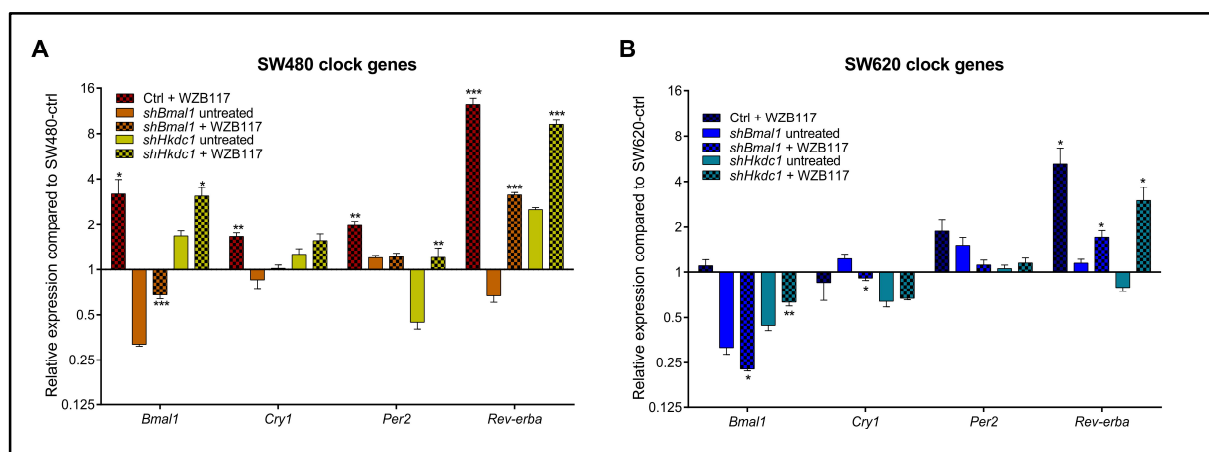 A
SW480 clock genes
Relative expression compared to SW480-ctrl
16
8
4
2
1
0.5
0.25
0.125
Ctrl + WZB117
shBmal1 untreated
shBmal1 + WZB117
shHkdc1 untreated
shHkdc1 + WZB117
* *** * ** ** ** *** *** ***
Bmal1 Cry1 Per2 Rev-erba
B
SW620 clock genes
Relative expression compared to SW620-ctrl
16
8
4
2
1
0.5
0.25
0.125
Ctrl + WZB117
shBmal1 untreated
shBmal1 + WZB117
shHkdc1 untreated
shHkdc1 + WZB117
* ** * * * *
Bmal1 Cry1 Per2 Rev-erba